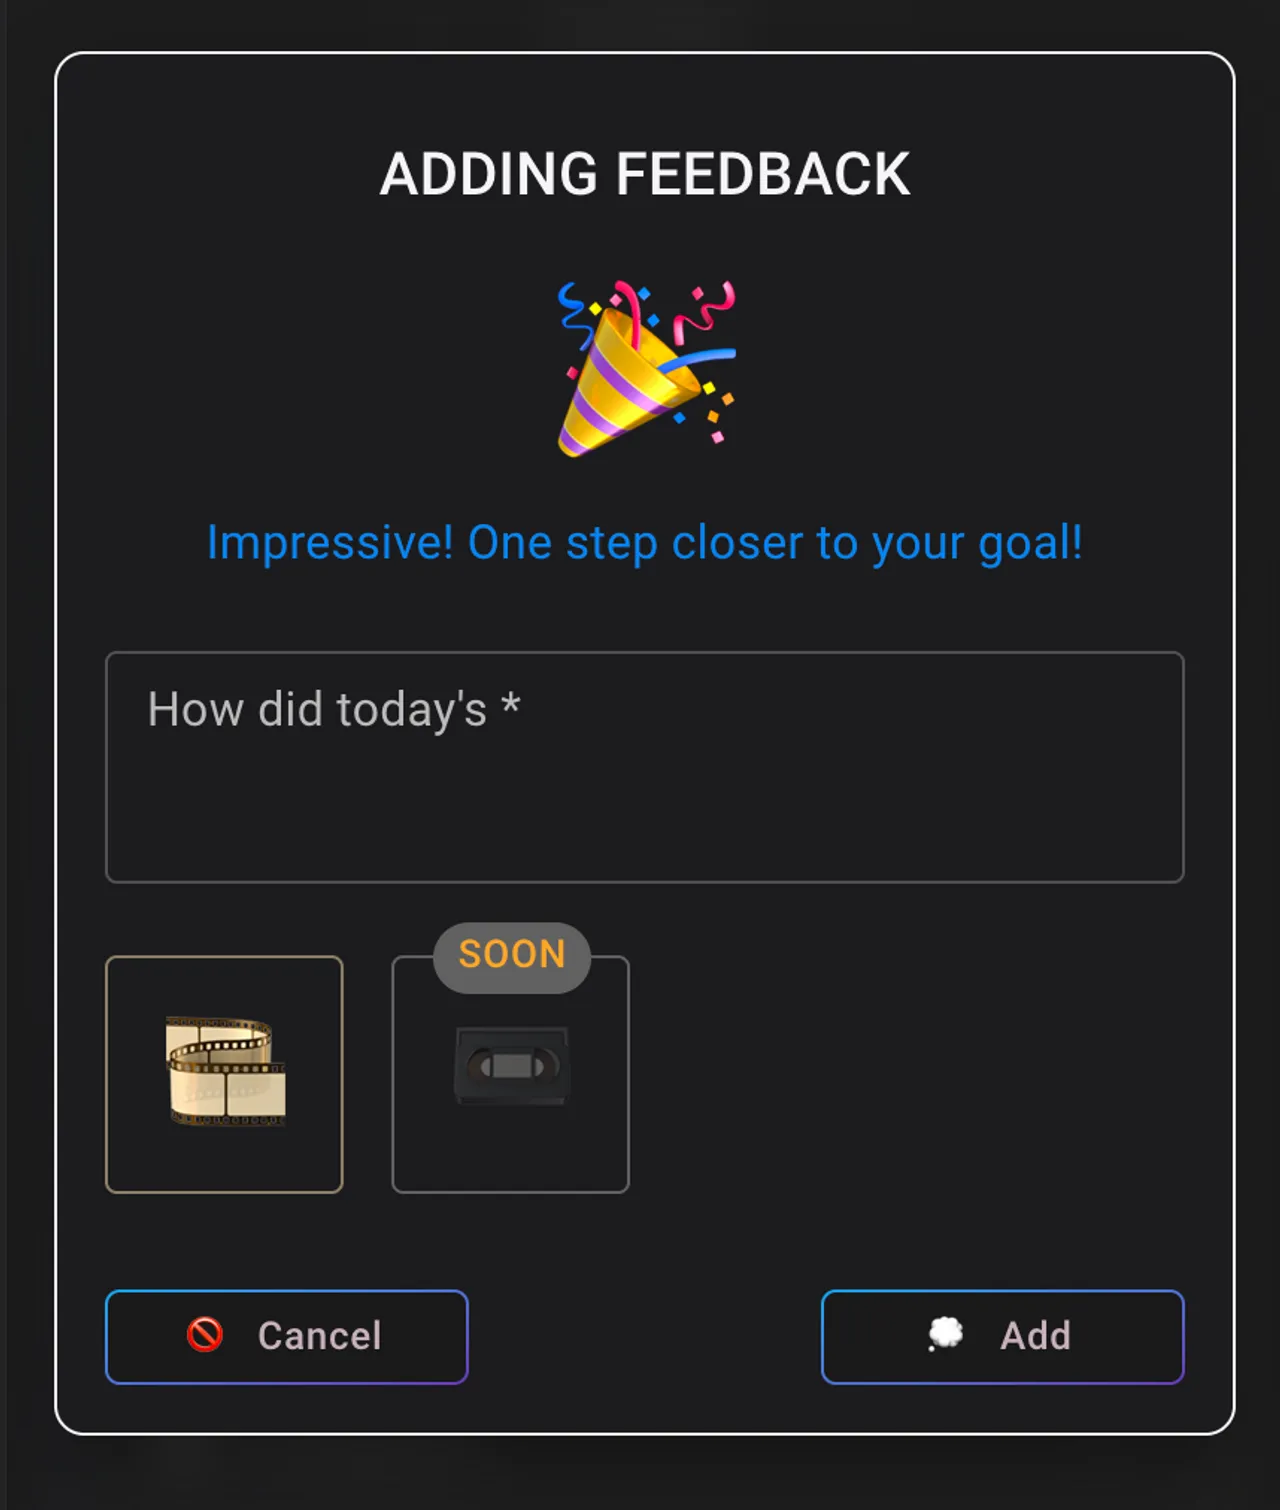 ADDING FEEDBACK
Impressive! One step closer to your goal!
How did today's *
SOON
Cancel
Add